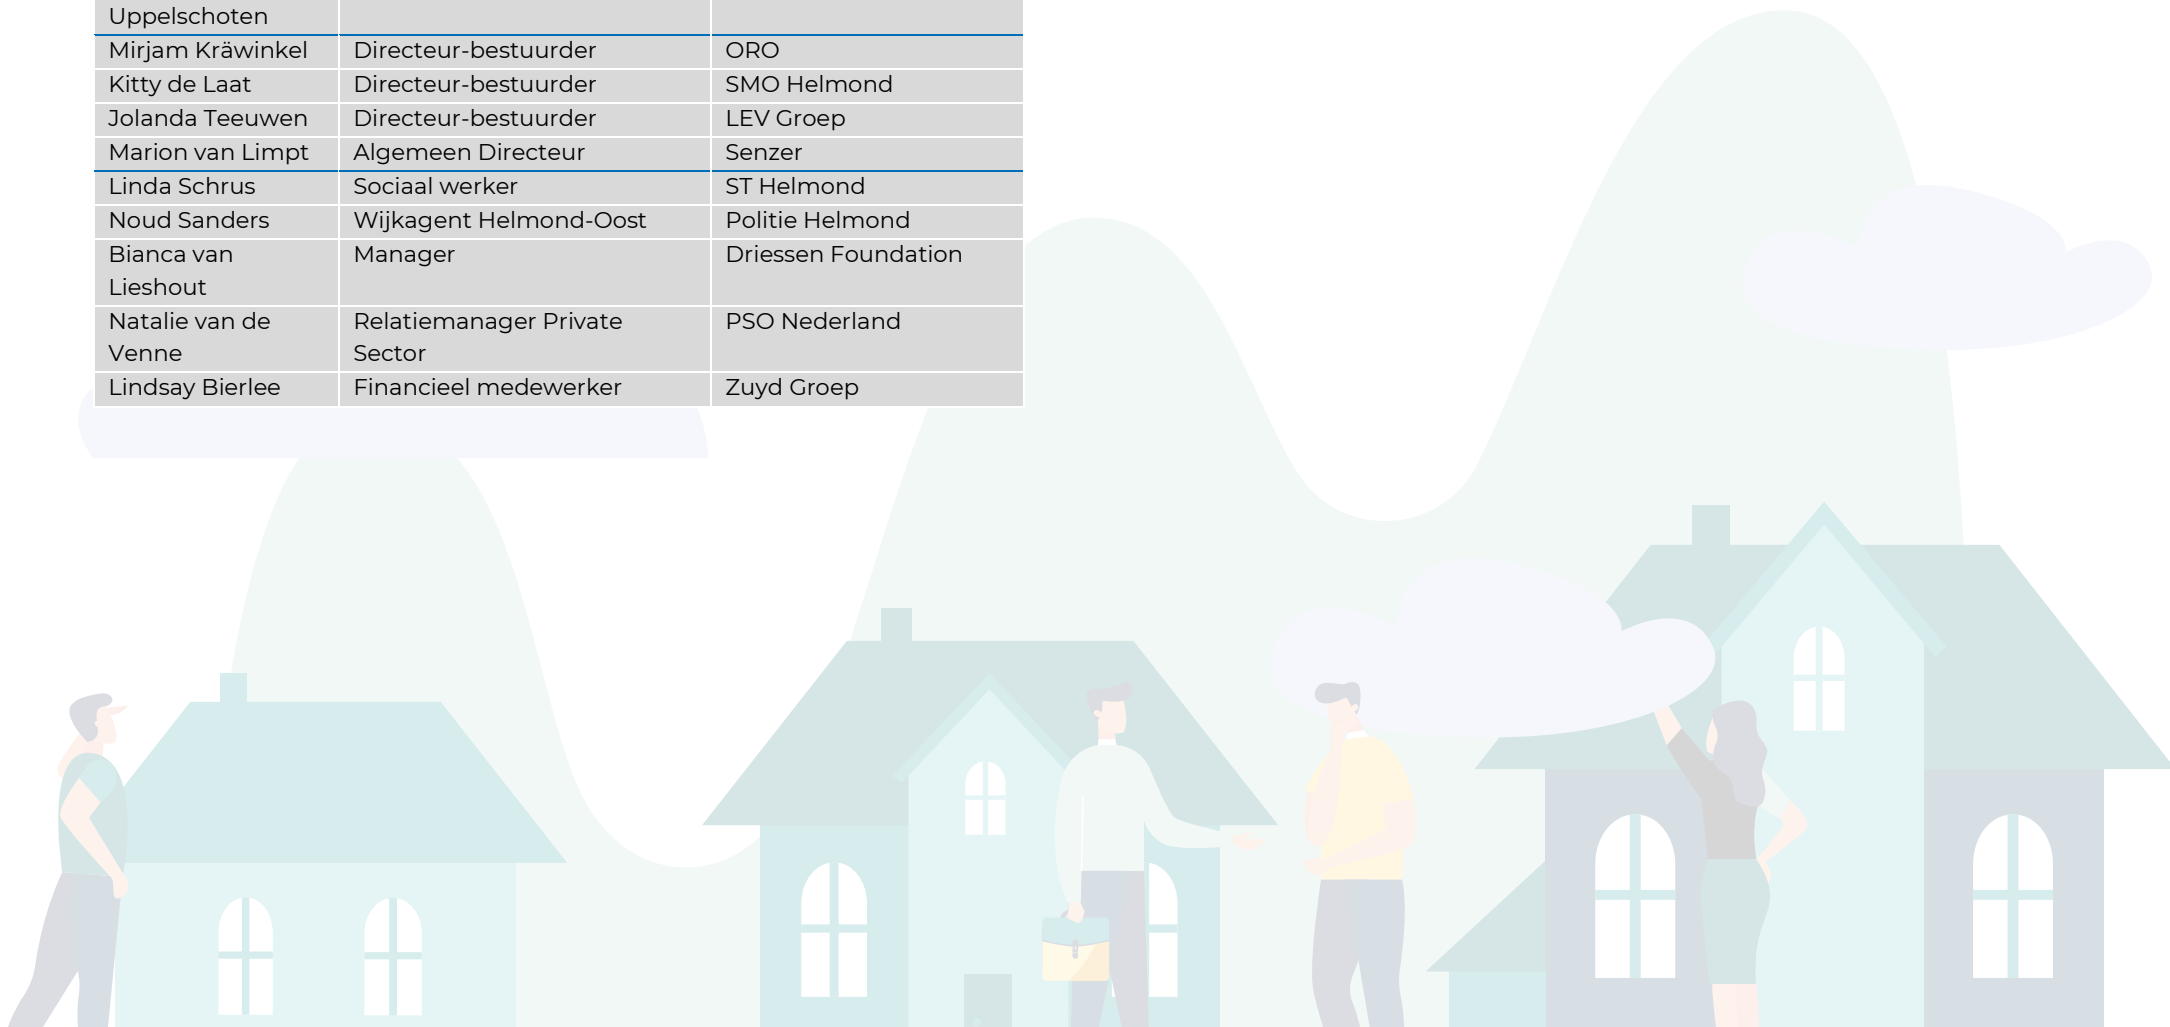 Uppelschoten
Mirjam Kräwinkel Directeur-bestuurder ORO
Kitty de Laat Directeur-bestuurder SMO Helmond
Jolanda Teeuwen Directeur-bestuurder LEV Groep
Marion van Limpt Algemeen Directeur Senzer
Linda Schrus Sociaal werker ST Helmond
Noud Sanders Wijkagent Helmond-Oost Politie Helmond
Bianca van Manager Driessen Foundation
Lieshout
Natalie van de Relatiemanager Private PSO Nederland
Venne Sector
Lindsay Bierlee Financieel medewerker Zuyd Groep